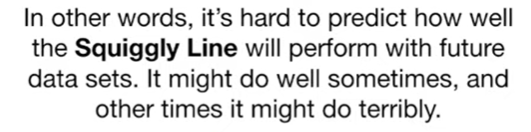 In other words, it’s hard to predict how well
the Squiggly Line will perform with future
data sets. It might do well sometimes, and
other times it might do terribly.